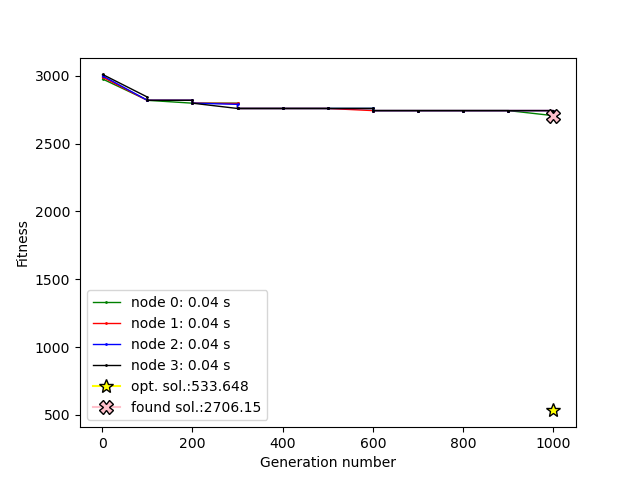 3000
2500
2000
1500
1000
500
Fitness
node 0: 0.04 s
node 1: 0.04 s
node 2: 0.04 s
node 3: 0.04 s
opt. sol.:533.648
found sol.:2706.15
0 200 400 600 800 1000
Generation number